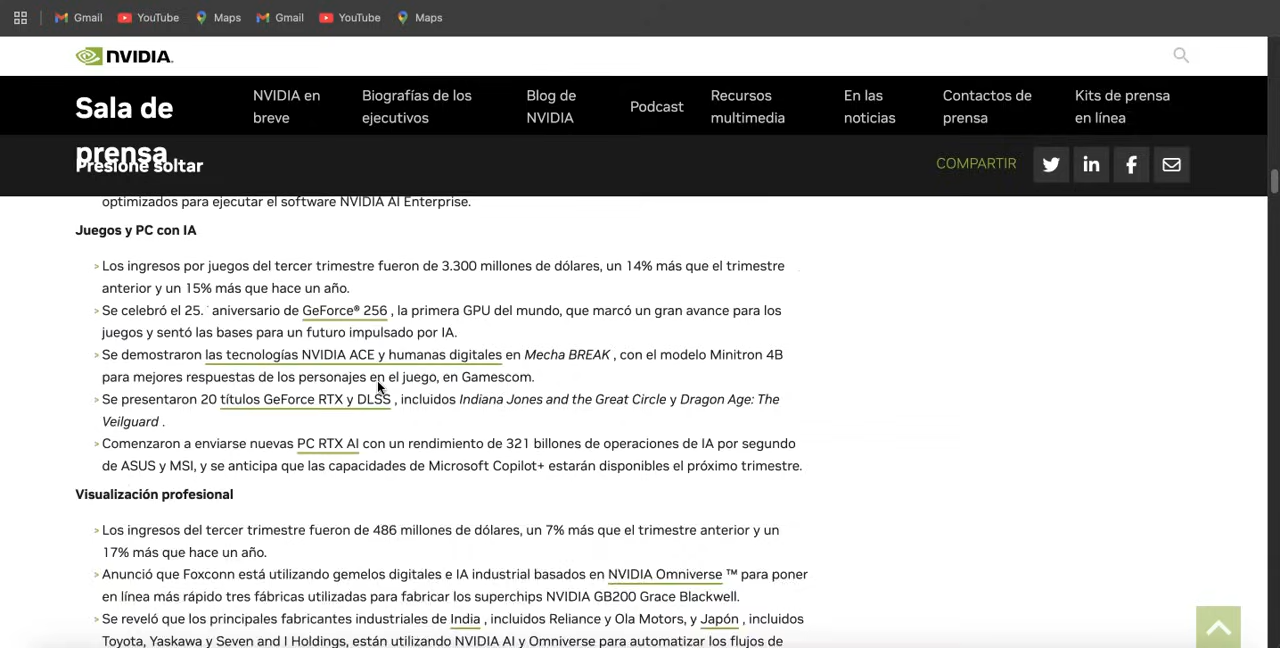 Gmail YouTube Maps Gmail YouTube Maps
NVIDIA.
Sala de prensa
NVIDIA en breve
Biografías de los ejecutivos
Blog de NVIDIA
Podcast
Recursos multimedia
En las noticias
Contactos de prensa
Kits de prensa en línea
Presione soltar
COMPARTIR
optimizados para ejecutar el software NVIDIA AI Enterprise.
Juegos y PC con IA
> Los ingresos por juegos del tercer trimestre fueron de 3.300 millones de dólares, un 14% más que el trimestre
anterior y un 15% más que hace un año.
> Se celebró el 25. ˙ aniversario de GeForce® 256 , la primera GPU del mundo, que marcó un gran avance para los
juegos y sentó las bases para un futuro impulsado por IA.
> Se demostraron las tecnologías NVIDIA ACE y humanas digitales en Mecha BREAK , con el modelo Minitron 4B
para mejores respuestas de los personajes en el juego, en Gamescom.
> Se presentaron 20 títulos GeForce RTX y DLSS , incluidos Indiana Jones and the Great Circle y Dragon Age: The
Veilguard .
> Comenzaron a enviarse nuevas PC RTX AI con un rendimiento de 321 billones de operaciones de IA por segundo
de ASUS y MSI, y se anticipa que las capacidades de Microsoft Copilot+ estarán disponibles el próximo trimestre.
Visualización profesional
> Los ingresos del tercer trimestre fueron de 486 millones de dólares, un 7% más que el trimestre anterior y un
17% más que hace un año.
> Anunció que Foxconn está utilizando gemelos digitales e IA industrial basados en NVIDIA Omniverse ™ para poner
en línea más rápido tres fábricas utilizadas para fabricar los superchips NVIDIA GB200 Grace Blackwell.
> Se reveló que los principales fabricantes industriales de India , incluidos Reliance y Ola Motors, y Japón , incluidos
Toyota, Yaskawa y Seven and I Holdings, están utilizando NVIDIA AI y Omniverse para automatizar los flujos de